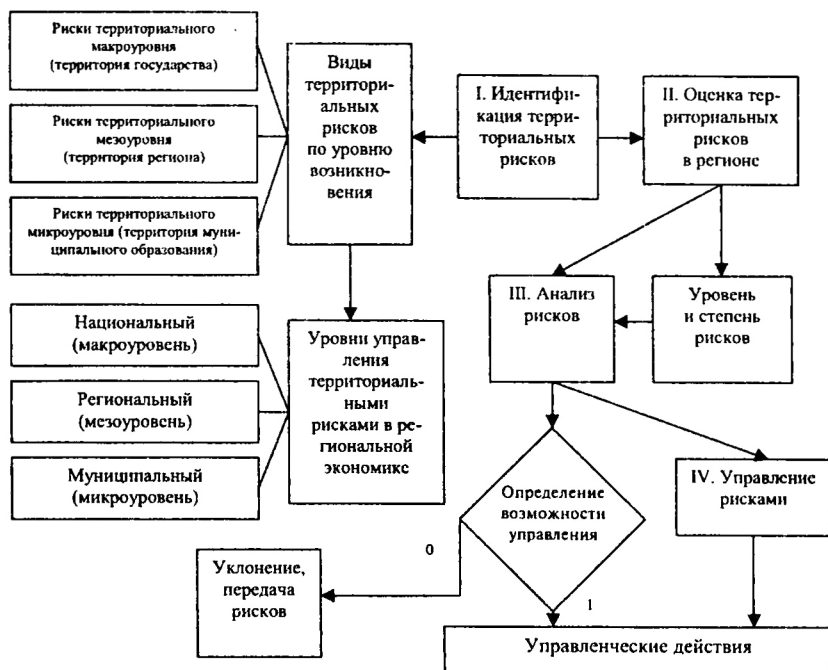 Риски территориального
макроуровня
(территория государства)
Риски территориального
мезоуровня
(территория региона)
Риски территориального
микроуровня (территория муни-
ципального образования)
Виды
территори-
альных
рисков
по уровню
возникно-
вения
I. Идентифи-
кация терри-
ториальных
рисков
II. Оценка тер-
риториальных
рисков
в регионе
III. Анализ
рисков
Уровень
и степень
рисков
Национальный
(макроуровень)
Региональный
(мезоуровень)
Муниципальный
(микроуровень)
Уровни управ-
ления
территориаль-
ными
рисками в ре-
гиональной
экономике
Определение
возможности
управления
IV. Управление
рисками
0
Уклонение,
передача
рисков
1
Управленческие действия